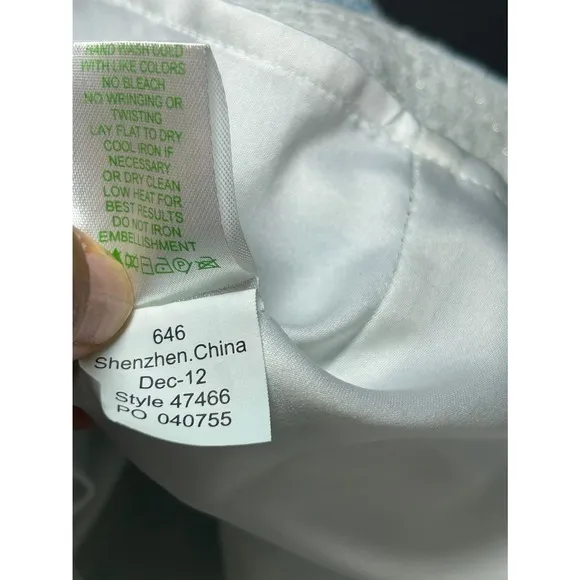 HAND WASH COLD
WITH LIKE COLORS
NO BLEACH
NO WRINGING OR
TWISTING
LAY FLAT TO DRY
COOL IRON IF
NECESSARY
OR DRY CLEAN
LOW HEAT FOR
BEST RESULTS
DO NOT IRON
EMBELLISHMENT
646
Shenzhen.China
Dec-12
Style 47466
PO 040755